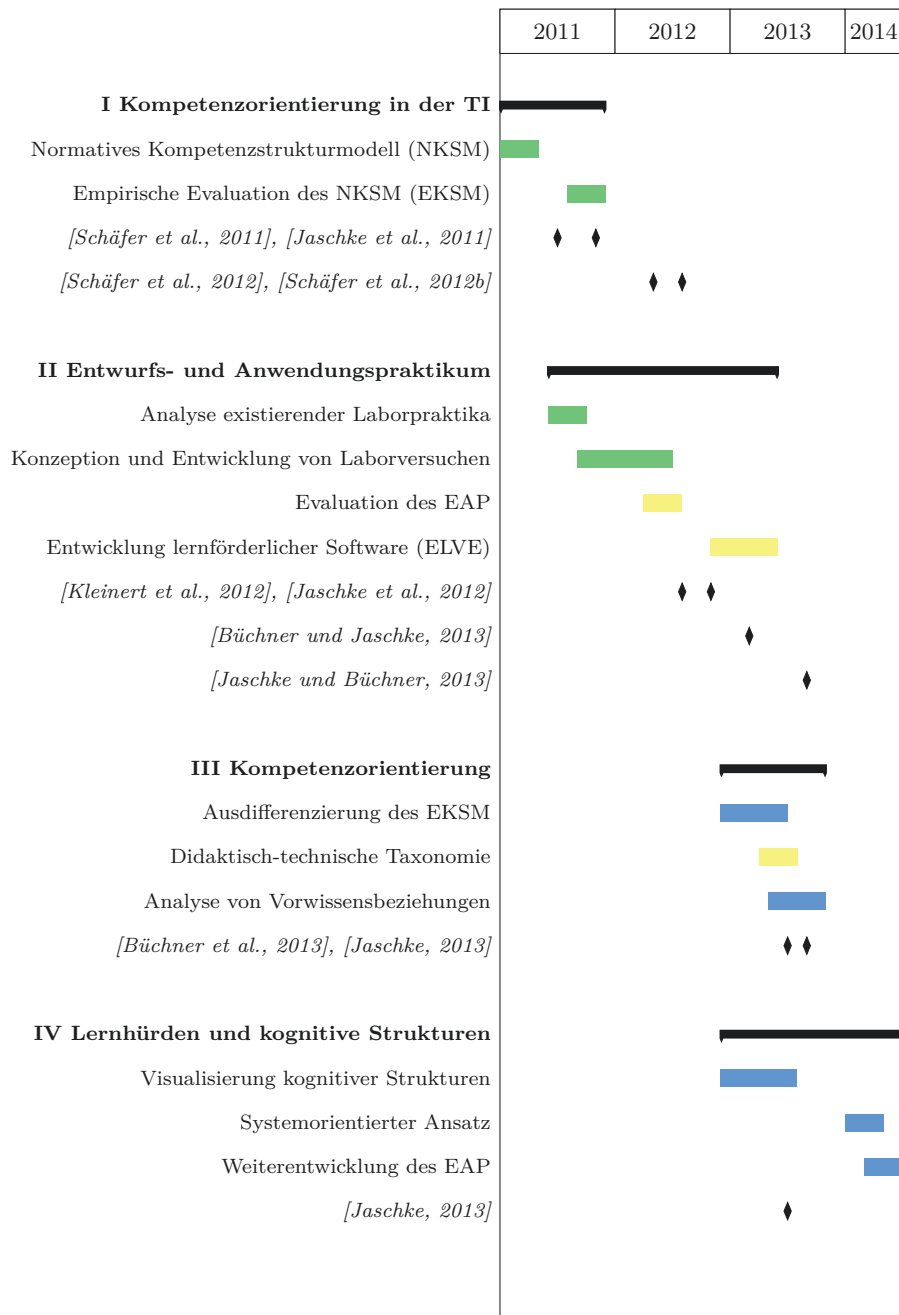 2011 2012 2013 2014
I Kompetenzorientierung in der TI
Normatives Kompetenzstrukturmodell (NKSM)
Empirische Evaluation des NKSM (EKSM)
[Schäfer et al., 2011], [Jaschke et al., 2011]
[Schäfer et al., 2012], [Schäfer et al., 2012b]
II Entwurfs- und Anwendungspraktikum
Analyse existierender Laborpraktika
Konzeption und Entwicklung von Laborversuchen
Evaluation des EAP
Entwicklung lernförderlicher Software (ELVE)
[Kleinert et al., 2012], [Jaschke et al., 2012]
[Büchner und Jaschke, 2013]
[Jaschke und Büchner, 2013]
III Kompetenzorientierung
Ausdifferenzierung des EKSM
Didaktisch-technische Taxonomie
Analyse von Vorwissensbeziehungen
[Büchner et al., 2013], [Jaschke, 2013]
IV Lernhürden und kognitive Strukturen
Visualisierung kognitiver Strukturen
Systemorientierter Ansatz
Weiterentwicklung des EAP
[Jaschke, 2013]